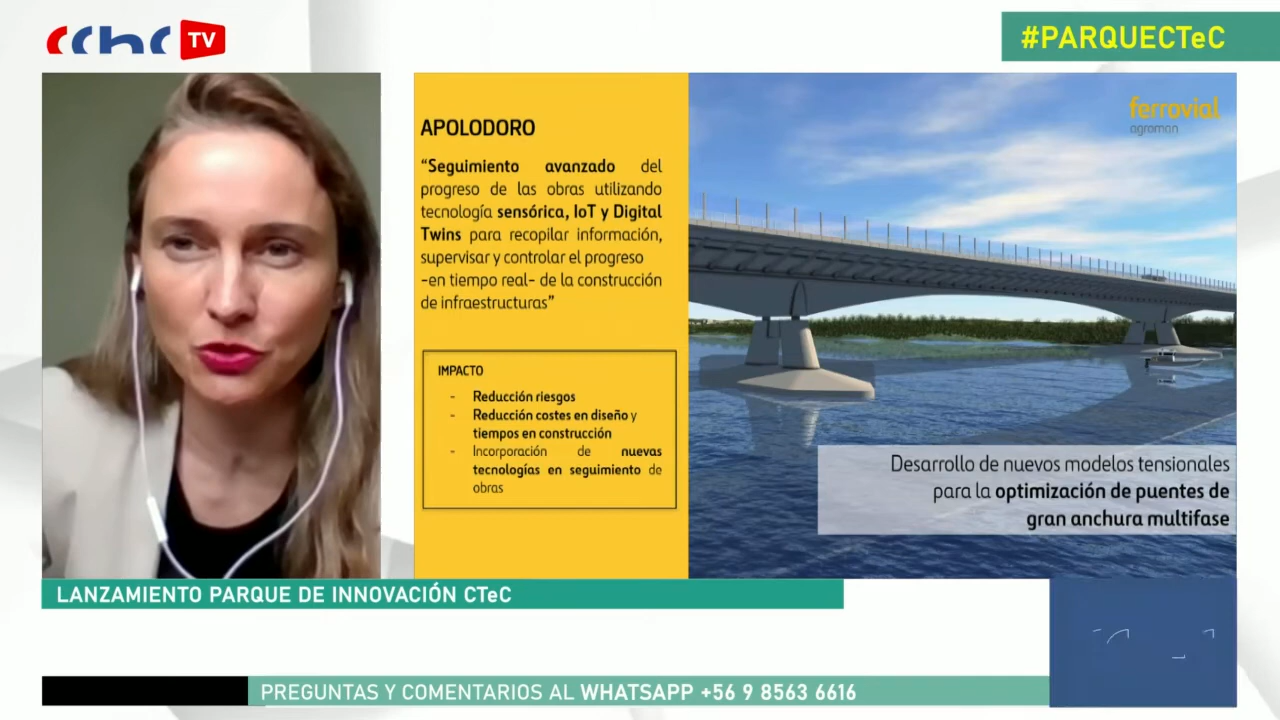 cchc TV
#PARQUECTeC
APOLODORO
“Seguimiento avanzado del
progreso de las obras utilizando
tecnología sensórica, IoT y Digital
Twins para recopilar información,
supervisar y controlar el progreso
-en tiempo real- de la construcción
de infraestructuras”
IMPACTO
- Reducción riesgos
- Reducción costes en diseño y
tiempos en construcción
- Incorporación de nuevas
tecnologías en seguimiento de
obras
ferrovial
agroman
Desarrollo de nuevos modelos tensionales
para la optimización de puentes de
gran anchura multifase
LANZAMIENTO PARQUE DE INNOVACIÓN CTeC
PREGUNTAS Y COMENTARIOS AL WHATSAPP +56 9 8563 6616